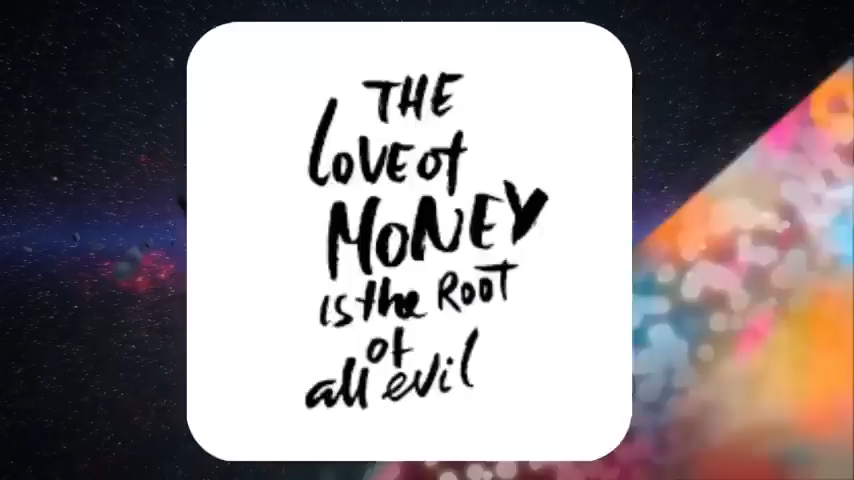 THE
love of
MONEY
is the Root
of
all evil